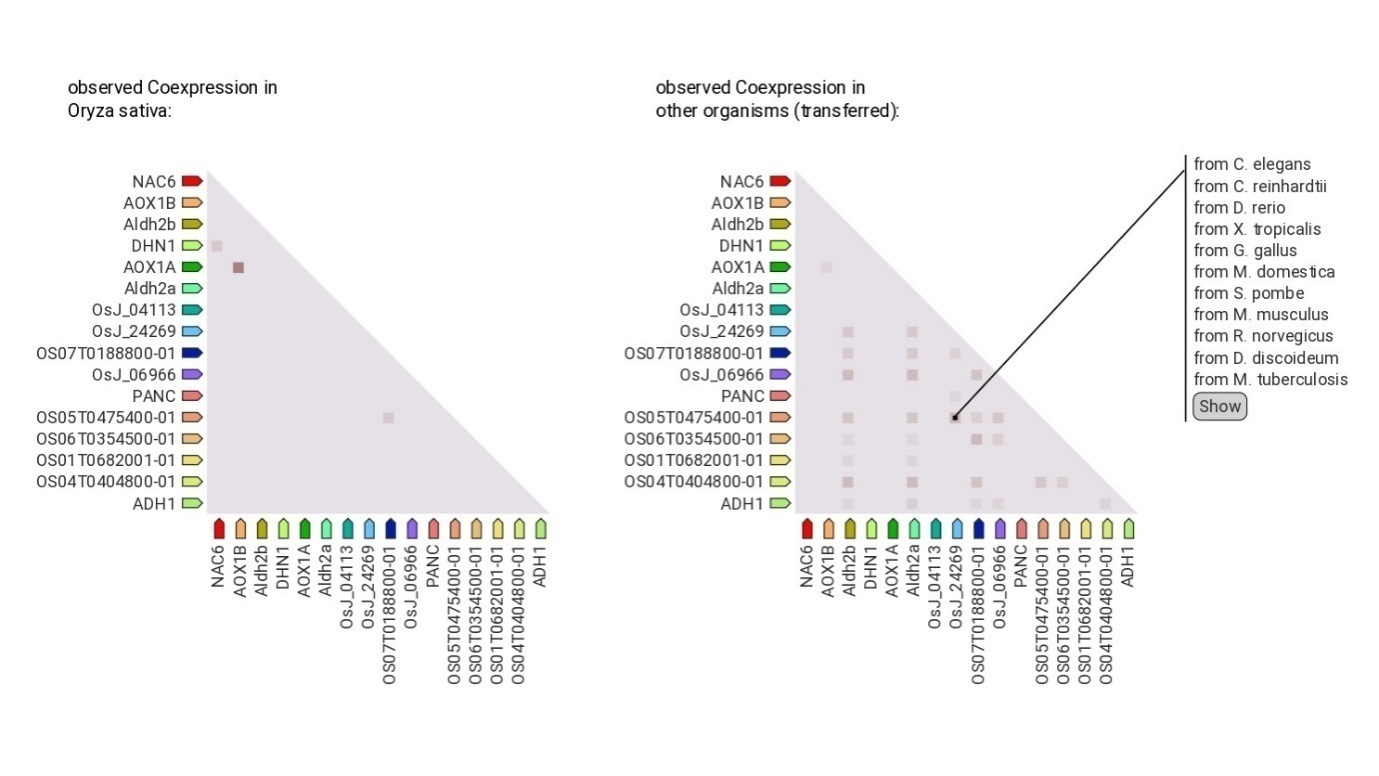 observed Coexpression in
Oryza sativa:
NAC6
AOX1B
Aldh2b
DHN1
AOX1A
Aldh2a
OsJ_04113
OsJ_24269
OS07T0188800-01
OsJ_06966
PANC
OS05T0475400-01
OS06T0354500-01
OS01T0682001-01
OS04T0404800-01
ADH1
NAC6
AOX1B
Aldh2b
DHN1
AOX1A
Aldh2a
OsJ_04113
OsJ_24269
OS07T0188800-01
OsJ_06966
PANC
OS05T0475400-01
OS06T0354500-01
OS01T0682001-01
OS04T0404800-01
ADH1
observed Coexpression in
other organisms (transferred):
NAC6
AOX1B
Aldh2b
DHN1
AOX1A
Aldh2a
OsJ_04113
OsJ_24269
OS07T0188800-01
OsJ_06966
PANC
OS05T0475400-01
OS06T0354500-01
OS01T0682001-01
OS04T0404800-01
ADH1
NAC6
AOX1B
Aldh2b
DHN1
AOX1A
Aldh2a
OsJ_04113
OsJ_24269
OS07T0188800-01
OsJ_06966
PANC
OS05T0475400-01
OS06T0354500-01
OS01T0682001-01
OS04T0404800-01
ADH1
from C. elegans
from C. reinhardtii
from D. rerio
from X. tropicalis
from G. gallus
from M. domestica
from S. pombe
from M. musculus
from R. norvegicus
from D. discoideum
from M. tuberculosis
Show